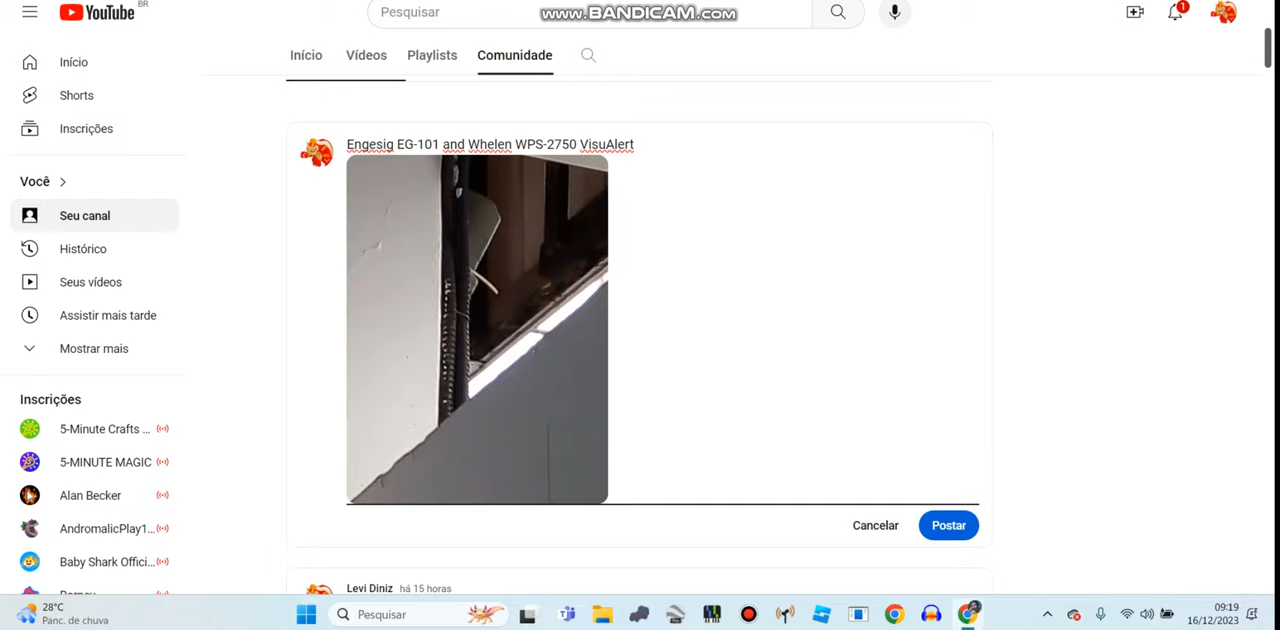 YouTube BR
Pesquisar
www.BANDICAM.com
1
Início
Shorts
Inscrições
Você
Seu canal
Histórico
Seus vídeos
Assistir mais tarde
Mostrar mais
Inscrições
5-Minute Crafts ...
5-MINUTE MAGIC
Alan Becker
AndromalicPlay1...
Baby Shark Offici...
Início Vídeos Playlists Comunidade
Engesig EG-101 and Whelen WPS-2750 VisuAlert
Cancelar Postar
Levi Diniz há 15 horas
28°C
Panc. de chuva
Pesquisar
09:19
16/12/2023